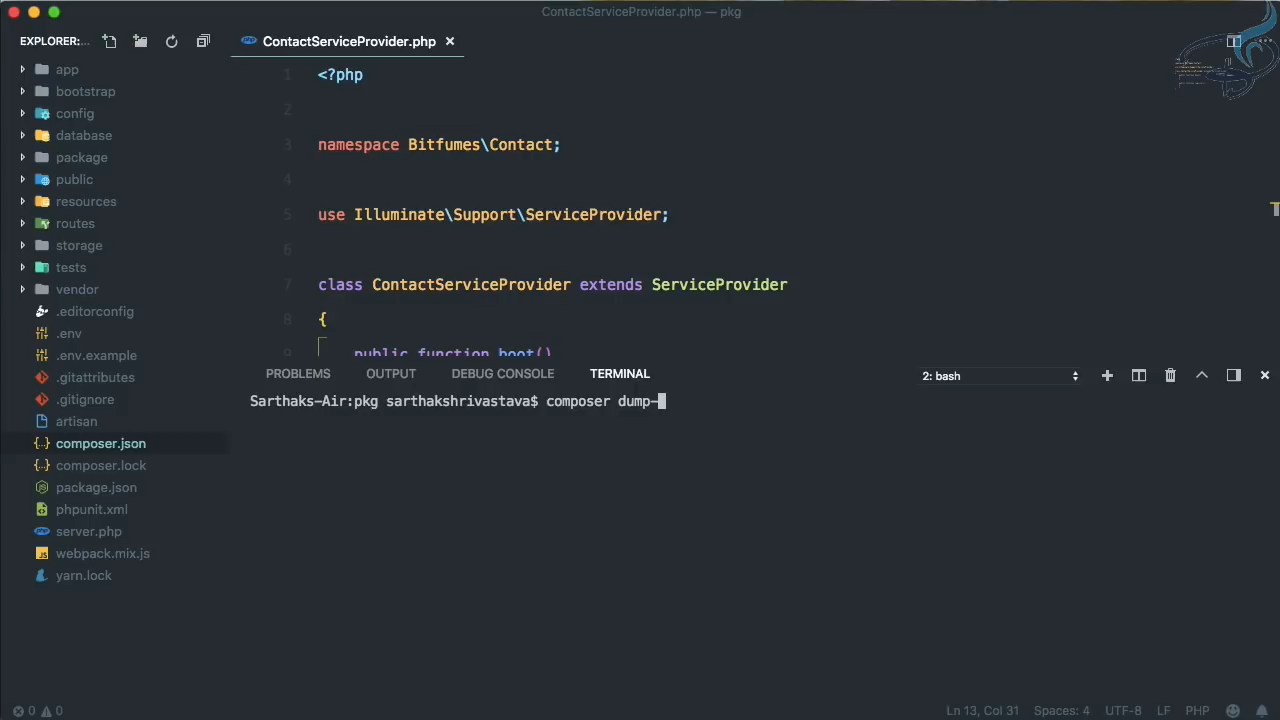 ContactServiceProvider.php — pkg
EXPLORER:...
ContactServiceProvider.php ×
app
bootstrap
config
database
package
public
resources
routes
storage
tests
vendor
.editorconfig
.env
.env.example
.gitattributes
.gitignore
artisan
composer.json
composer.lock
package.json
phpunit.xml
server.php
webpack.mix.js
yarn.lock
1 <?php
2
3 namespace Bitfumes\Contact;
4
5 use Illuminate\Support\ServiceProvider;
6
7 class ContactServiceProvider extends ServiceProvider
8 {
9 public function boot()
PROBLEMS OUTPUT DEBUG CONSOLE TERMINAL 2: bash
Sarthaks-Air:pkg sarthakshrivastava$ composer dump-
0 0 Ln 13, Col 31 Spaces: 4 UTF-8 LF PHP